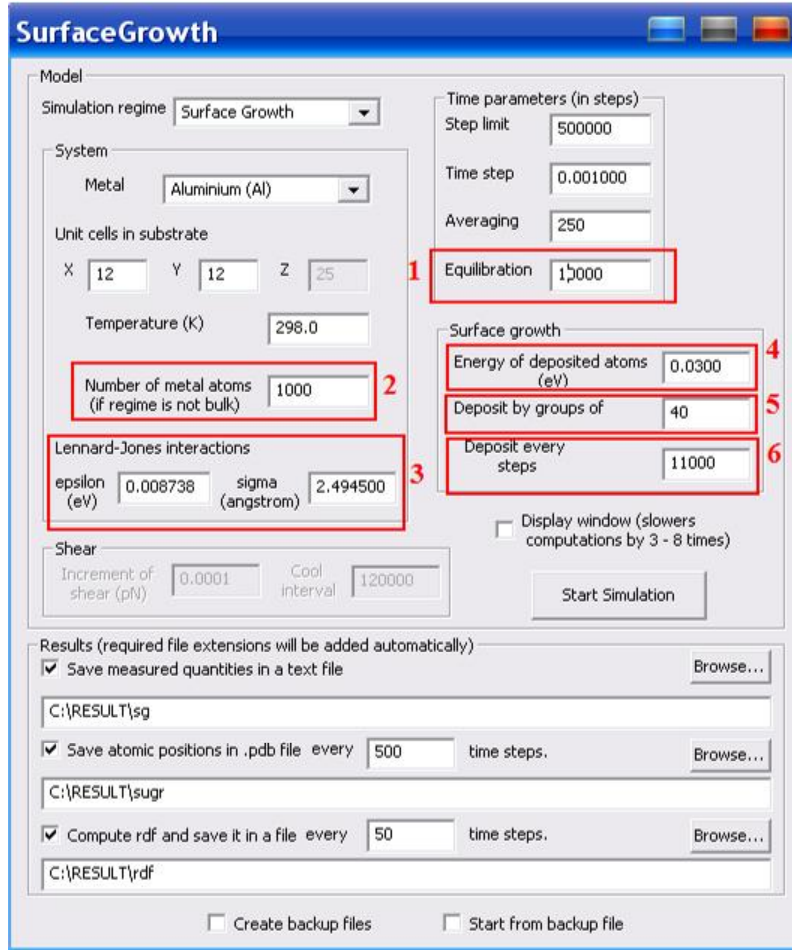 SurfaceGrowth
Model
Simulation regime Surface Growth
System
Metal Aluminium (Al)
Unit cells in substrate
X 12 Y 12 Z 25
Temperature (K) 298.0
Number of metal atoms
(if regime is not bulk) 1000 2
Lennard-Jones interactions
epsilon
(eV) 0.008738 sigma
(angstrom) 2.494500 3
Shear
Increment of
shear (pN) 0.0001 Cool
interval 120000
Time parameters (in steps)
Step limit 500000
Time step 0.001000
Averaging 250
1 Equilibration 10000
Surface growth
Energy of deposited atoms
(eV) 0.0300 4
Deposit by groups of 40 5
Deposit every
steps 11000 6
Display window (slowers
computations by 3 - 8 times)
Start Simulation
Results (required file extensions will be added automatically)
Save measured quantities in a text file Browse...
C:\RESULT\sg
Save atomic positions in .pdb file every 500 time steps. Browse...
C:\RESULT\sugr
Compute rdf and save it in a file every 50 time steps. Browse...
C:\RESULT\rdf
Create backup files Start from backup file